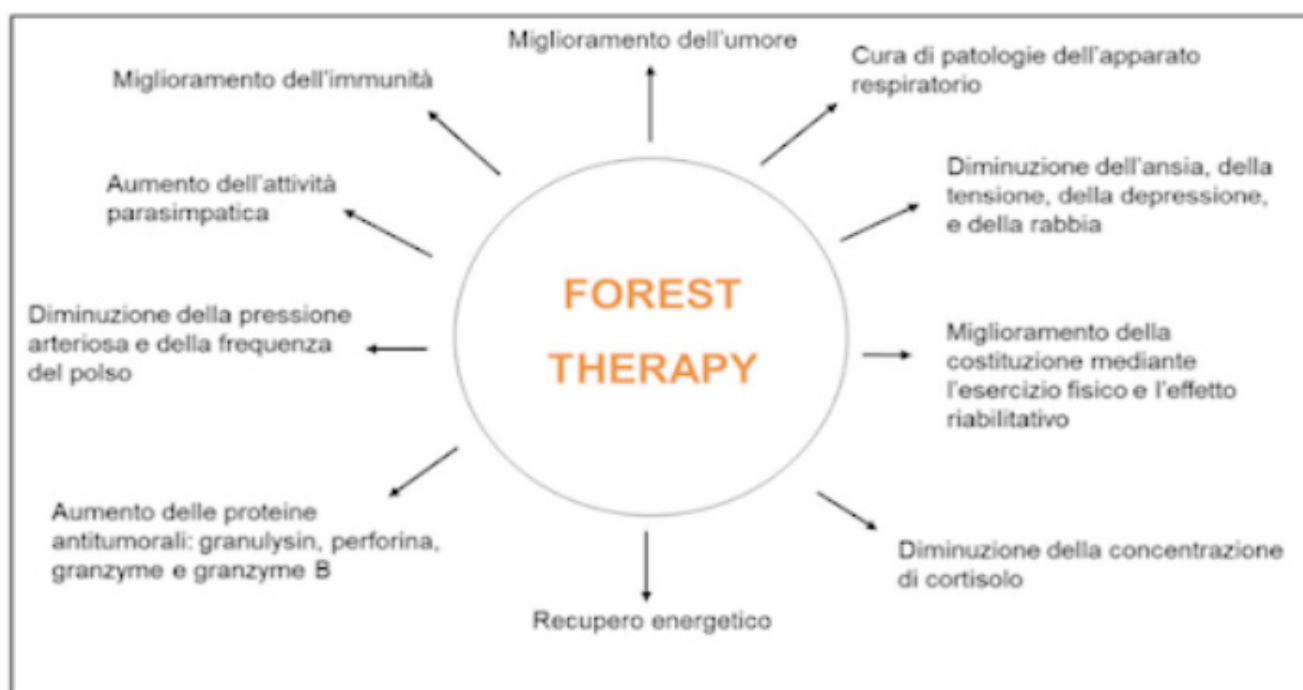 Miglioramento dell'umore
Cura di patologie dell'apparato
respiratorio
Diminuzione dell'ansia, della
tensione, della depressione,
e della rabbia
Miglioramento della
costituzione mediante
l'esercizio fisico e l'effetto
riabilitativo
Diminuzione della concentrazione
di cortisolo
Recupero energetico
Aumento delle proteine
antitumorali: granulysin, perforina,
granzyme e granzyme B
Diminuzione della pressione
arteriosa e della frequenza
del polso
Aumento dell'attività
parasimpatica
Miglioramento dell'immunità
FOREST
THERAPY